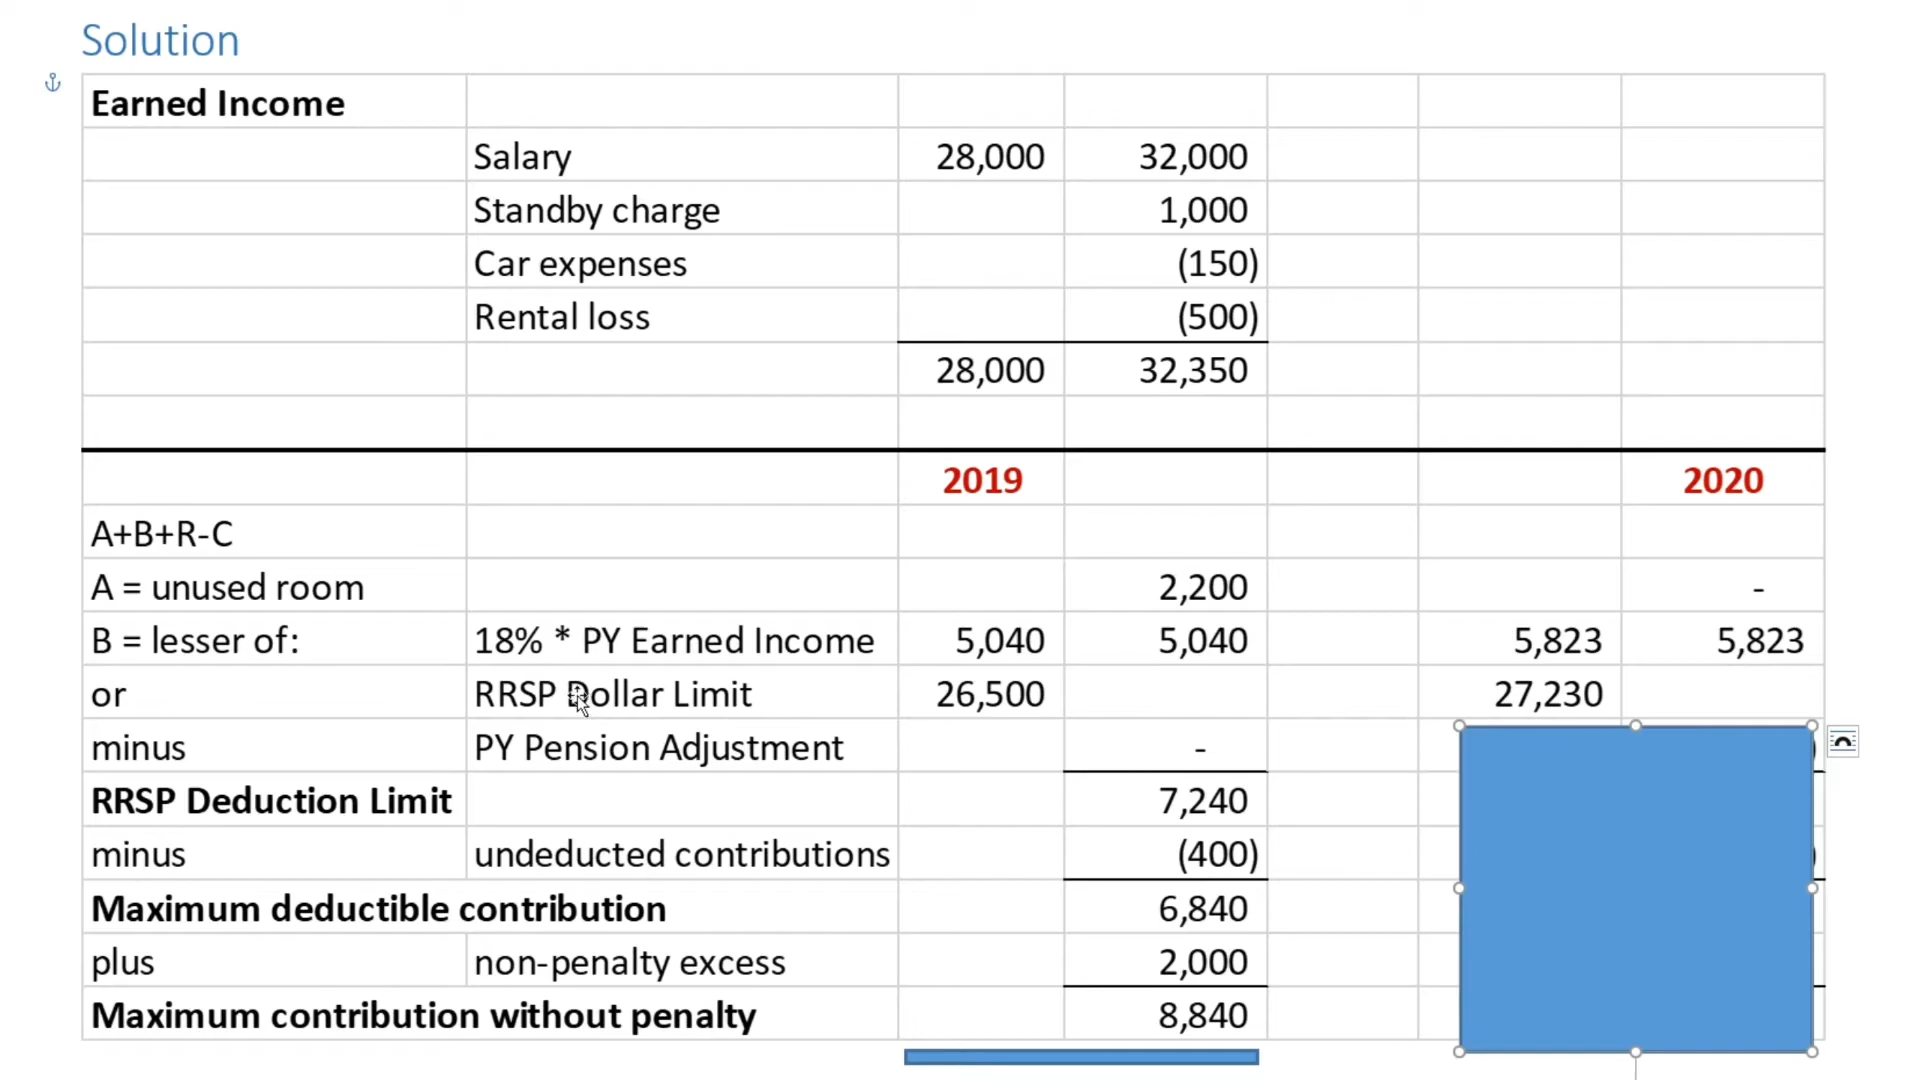 Solution
Earned Income
Salary 28,000 32,000
Standby charge 1,000
Car expenses (150)
Rental loss (500)
28,000 32,350
2019 2020
A+B+R-C
A = unused room 2,200 -
B = lesser of: 18% * PY Earned Income 5,040 5,040 5,823 5,823
or RRSP Dollar Limit 26,500 27,230
minus PY Pension Adjustment - )
RRSP Deduction Limit 7,240
minus undeducted contributions (400) )
Maximum deductible contribution 6,840
plus non-penalty excess 2,000
Maximum contribution without penalty 8,840